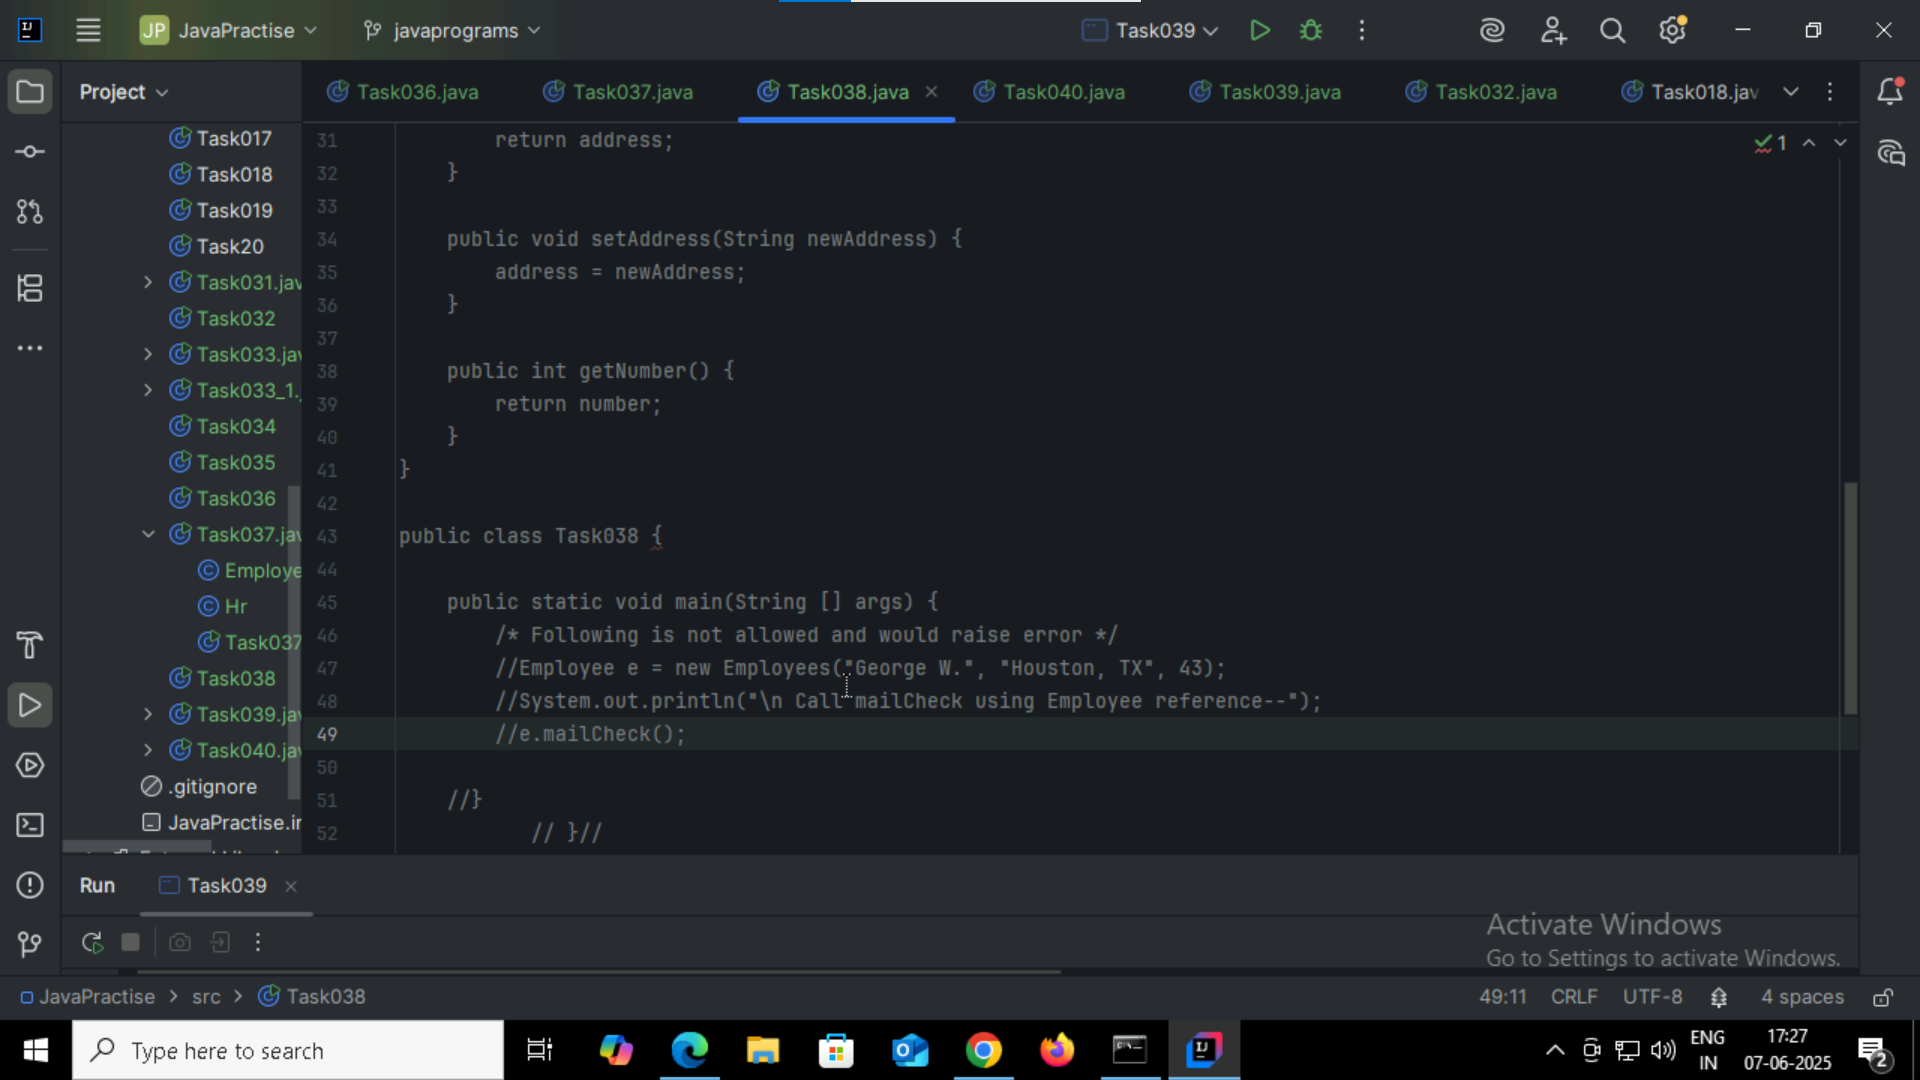 JP JavaPractise javaprograms Task039
Project Task036.java Task037.java Task038.java Task040.java Task039.java Task032.java Task018.jav
Task017
Task018
Task019
Task20
Task031.jav
Task032
Task033.jav
Task033_1.
Task034
Task035
Task036
Task037.jav
Employe
Hr
Task037
Task038
Task039.jav
Task040.jav
.gitignore
JavaPractise.in
1
31 return address;
32 }
33
34 public void setAddress(String newAddress) {
35 address = newAddress;
36 }
37
38 public int getNumber() {
39 return number;
40 }
41 }
42
43 public class Task038 {
44
45 public static void main(String [] args) {
46 /* Following is not allowed and would raise error */
47 //Employee e = new Employees("George W.", "Houston, TX", 43);
48 //System.out.println("\n Call mailCheck using Employee reference--");
49 //e.mailCheck();
50
51 //}
52 // }//
Run Task039
Activate Windows
Go to Settings to activate Windows.
JavaPractise > src > Task038 49:11 CRLF UTF-8 4 spaces
Type here to search
ENG
IN
17:27
07-06-2025
2